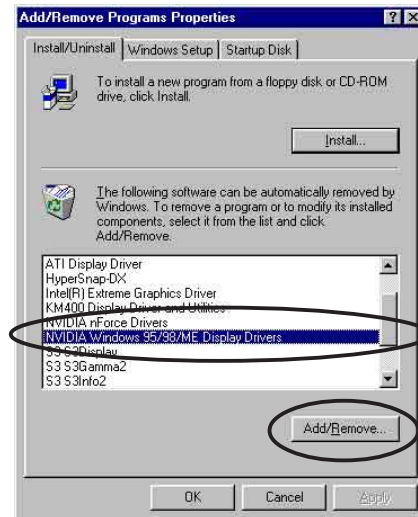 Add/Remove Programs Properties
Install/Uninstall Windows Setup Startup Disk
To install a new program from a floppy disk or CD-ROM
drive, click Install.
Install...
The following software can be automatically removed by
Windows. To remove a program or to modify its installed
components, select it from the list and click
Add/Remove.
ATI Display Driver
HyperSnap-DX
Intel(R) Extreme Graphics Driver
KM400 Display Driver and Utilities
NVIDIA nForce Drivers
NVIDIA Windows 95/98/ME Display Drivers
S3 S3Display
S3 S3Gamma2
S3 S3Info2
Add/Remove...
OK Cancel Apply